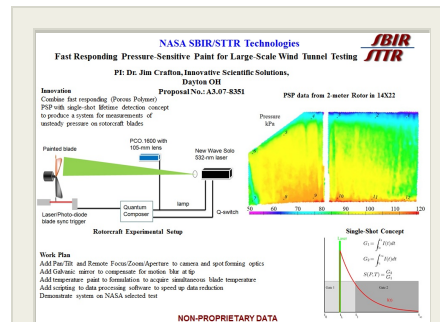 NASA SBIR/STTR Technologies
SBIR
STTR
Fast Responding Pressure-Sensitive Paint for Large-Scale Wind Tunnel Testing
PI: Dr. Jim Crafton, Innovative Scientific Solutions,
Dayton OH
Proposal No.: A3.07-8351
Innovation
Combine fast responding (Porous Polymer)
PSP with single-shot lifetime detection concept
to produce a system for measurements of
unsteady pressure on rotorcraft blades
PSP data from 2-meter Rotor in 14X22
Pressure
kPa
50 60 70 80 90 100 110 120
Painted blade
PCO.1600 with
105-mm lens
New Wave Solo
532-nm laser
Laser/Photo-diode
blade sync trigger
Quantum
Composer
lamp
Q-switch
Rotorcraft Experimental Setup
Work Plan
Add Pan/Tilt and Remote Focus/Zoom/Aperture to camera and spot forming optics
Add Galvanic mirror to compensate for motion blur at tip
Add temperature paint to formulation to acquire simultaneous blade temperature
Add scripting to data processing software to speed up data reduction
Demonstrate system on NASA selected test
Single-Shot Concept
NON-PROPRIETARY DATA